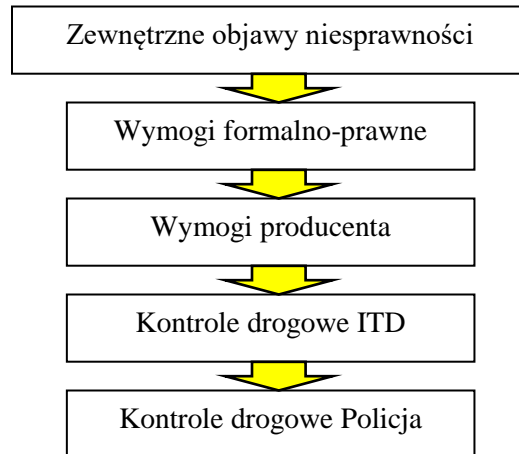 Zewnętrzne objawy niesprawności
Wymogi formalno-prawne
Wymogi producenta
Kontrole drogowe ITD
Kontrole drogowe Policja